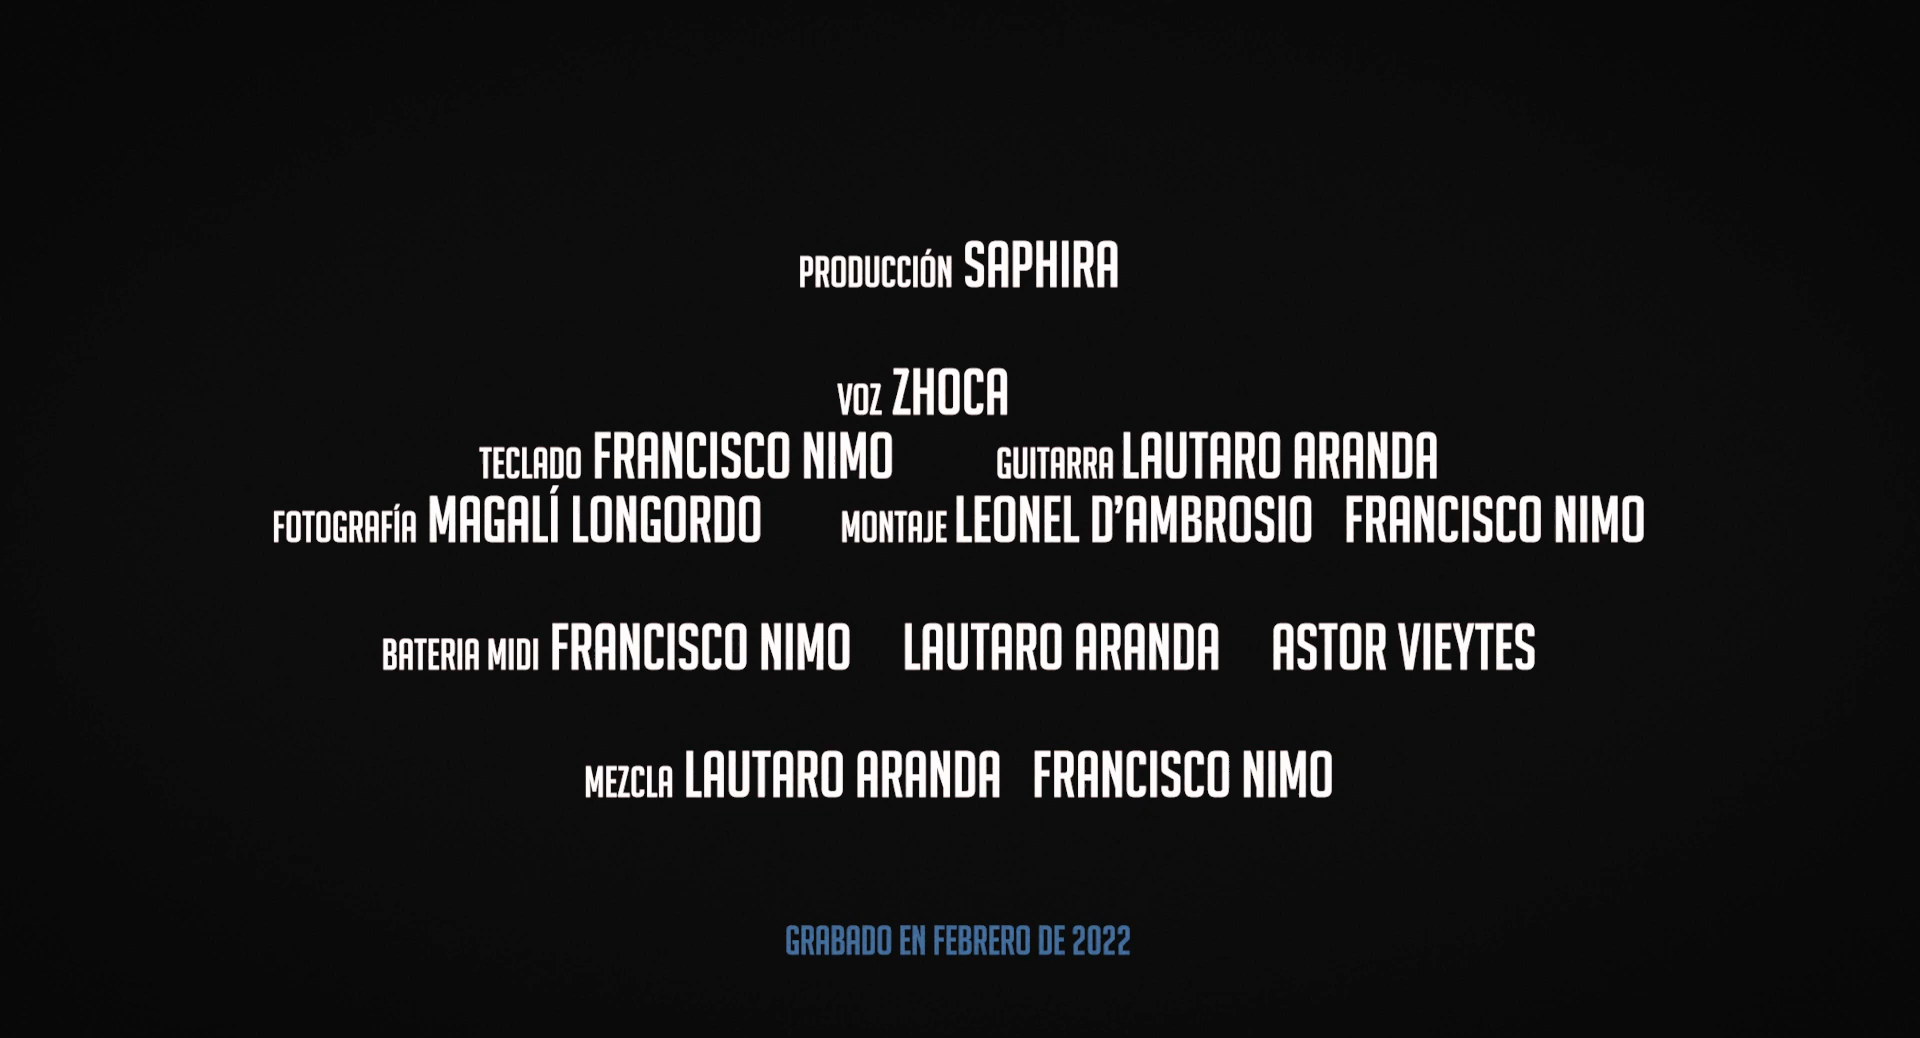 PRODUCCIÓN SAPHIRA
VOZ ZHOCA
TECLADO FRANCISCO NIMO GUITARRA LAUTARO ARANDA
FOTOGRAFÍA MAGALÍ LONGORDO MONTAJE LEONEL D'AMBROSIO FRANCISCO NIMO
BATERIA MIDI FRANCISCO NIMO LAUTARO ARANDA ASTOR VIEYTES
MEZCLA LAUTARO ARANDA FRANCISCO NIMO
GRABADO EN FEBRERO DE 2022